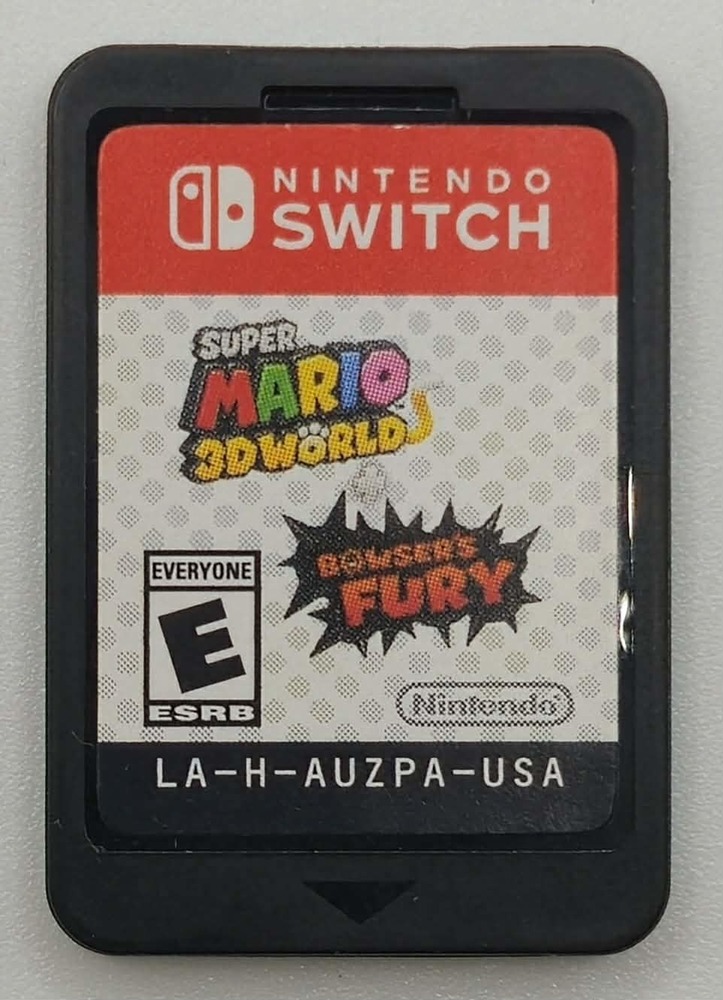 NINTENDO
SWITCH
SUPER
MARIO
3D WORLD
+
BOWSER'S
FURY
EVERYONE
E
ESRB
Nintendo®
LA-H-AUZPA-USA